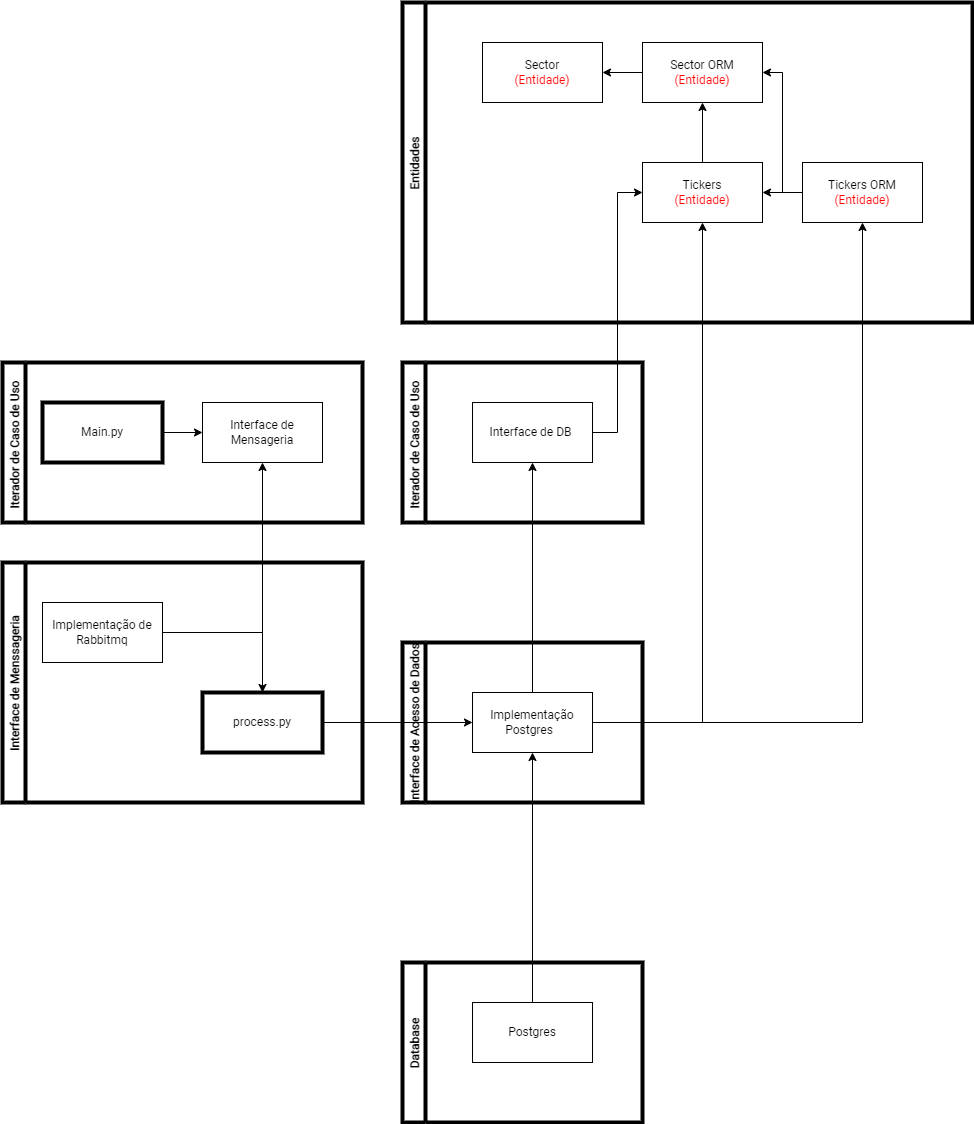 Entidades
Sector
(Entidade)
Sector ORM
(Entidade)
Tickers
(Entidade)
Tickers ORM
(Entidade)
Iterador de Caso de Uso
Main.py
Interface de
Mensageria
Iterador de Caso de Uso
Interface de DB
Interface de Menssageria
Implementação de
Rabbitmq
process.py
Interface de Acesso de Dados
Implementação
Postgres
Database
Postgres